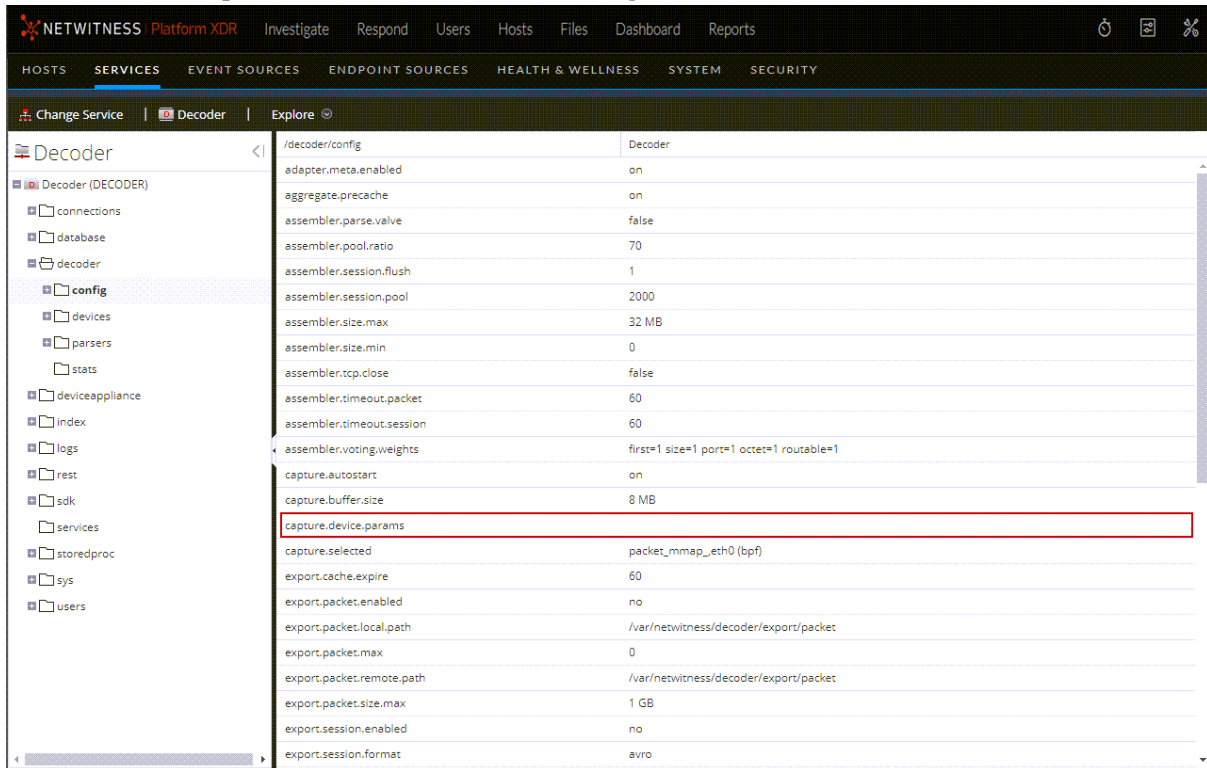 NETWITNESS Platform XDR Investigate Respond Users Hosts Files Dashboard Reports
HOSTS SERVICES EVENT SOURCES ENDPOINT SOURCES HEALTH & WELLNESS SYSTEM SECURITY
Change Service | Decoder | Explore
Decoder
Decoder (DECODER)
connections
database
decoder
config
devices
parsers
stats
deviceappliance
index
logs
rest
sdk
services
storedproc
sys
users
/decoder/config Decoder
adapter.meta.enabled on
aggregate.precache on
assembler.parse.valve false
assembler.pool.ratio 70
assembler.session.flush 1
assembler.session.pool 2000
assembler.size.max 32 MB
assembler.size.min 0
assembler.tcp.close false
assembler.timeout.packet 60
assembler.timeout.session 60
assembler.voting.weights first=1 size=1 port=1 octet=1 routable=1
capture.autostart on
capture.buffer.size 8 MB
capture.device.params
capture.selected packet_mmap_,eth0 (bpf)
export.cache.expire 60
export.packet.enabled no
export.packet.local.path /var/netwitness/decoder/export/packet
export.packet.max 0
export.packet.remote.path /var/netwitness/decoder/export/packet
export.packet.size.max 1 GB
export.session.enabled no
export.session.format avro